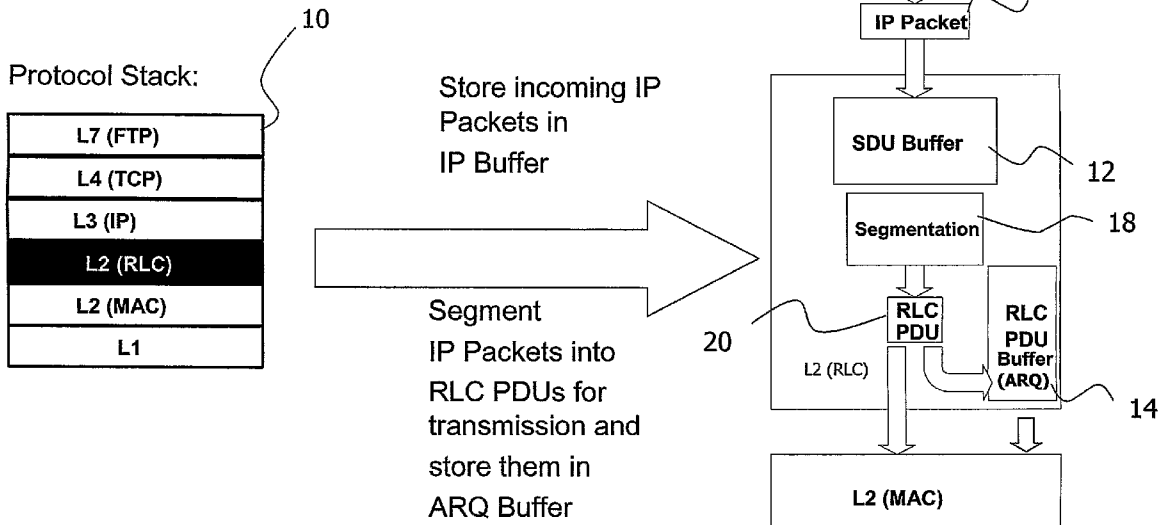 10
Protocol Stack:
L7 (FTP)
L4 (TCP)
L3 (IP)
L2 (RLC)
L2 (MAC)
L1
Store incoming IP
Packets in
IP Buffer
Segment
IP Packets into
RLC PDUs for
transmission and
store them in
ARQ Buffer
IP Packet
SDU Buffer
12
Segmentation
18
RLC
PDU
20
L2 (RLC)
RLC
PDU
Buffer
(ARQ)
14
L2 (MAC)